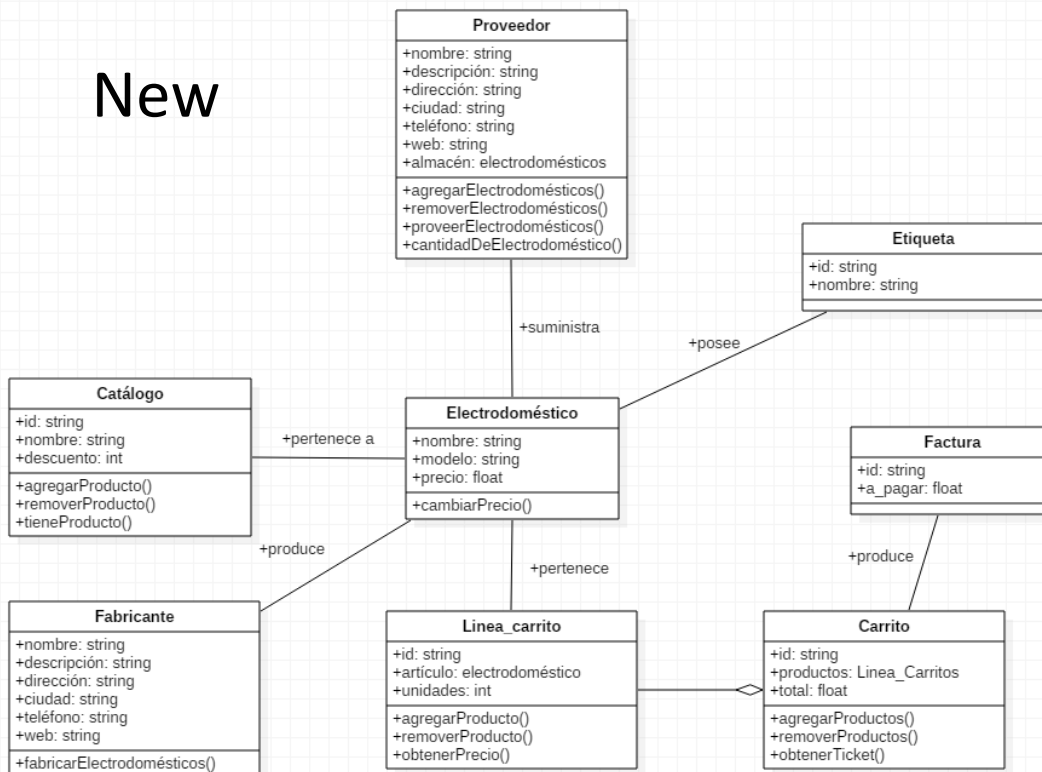 New
Proveedor
+nombre: string
+descripción: string
+dirección: string
+ciudad: string
+teléfono: string
+web: string
+almacén: electrodomésticos
+agregarElectrodomésticos()
+removerElectrodomésticos()
+proveerElectrodomésticos()
+cantidadDeElectrodoméstico()
Etiqueta
+id: string
+nombre: string
+suministra
+posee
Catálogo
+id: string
+nombre: string
+descuento: int
+agregarProducto()
+removerProducto()
+tieneProducto()
+pertenece a
Electrodoméstico
+nombre: string
+modelo: string
+precio: float
+cambiarPrecio()
Factura
+id: string
+a_pagar: float
+produce
+pertenece
+produce
Fabricante
+nombre: string
+descripción: string
+dirección: string
+ciudad: string
+teléfono: string
+web: string
+fabricarElectrodomésticos()
Linea_carrito
+id: string
+artículo: electrodoméstico
+unidades: int
+agregarProducto()
+removerProducto()
+obtenerPrecio()
Carrito
+id: string
+productos: Linea_Carritos
+total: float
+agregarProductos()
+removerProductos()
+obtenerTicket()